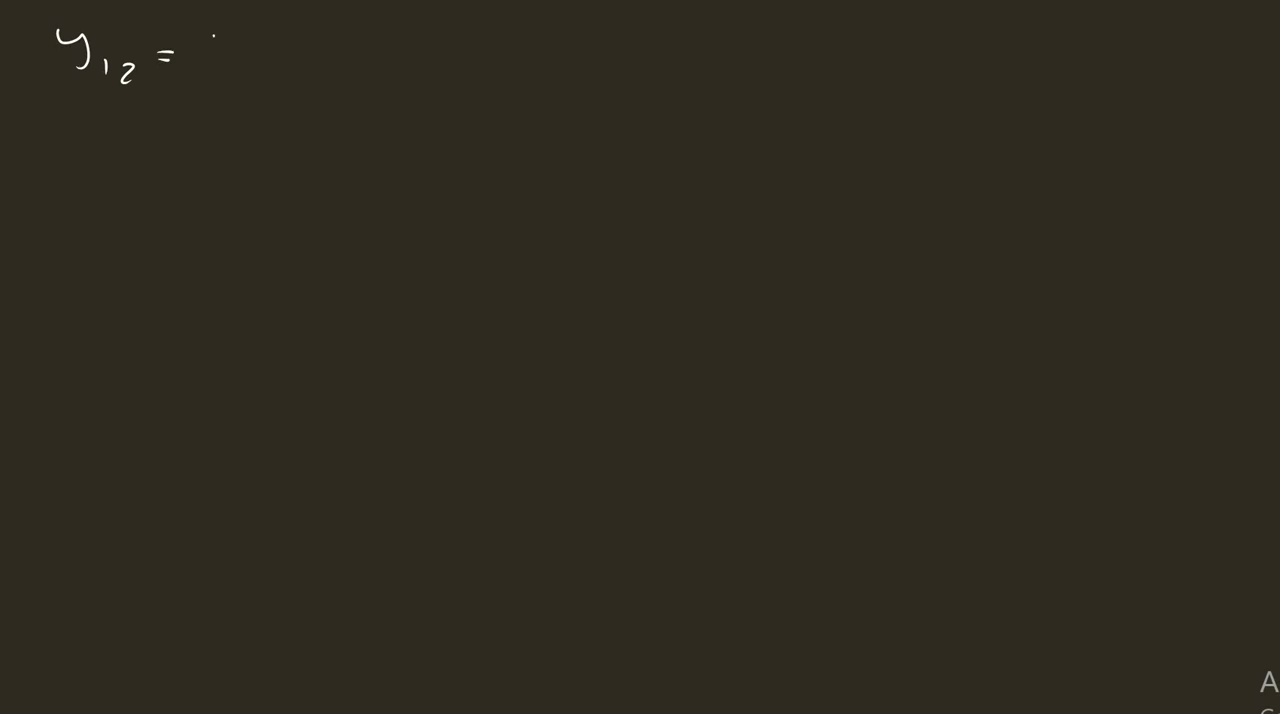 y₁₂ =
A